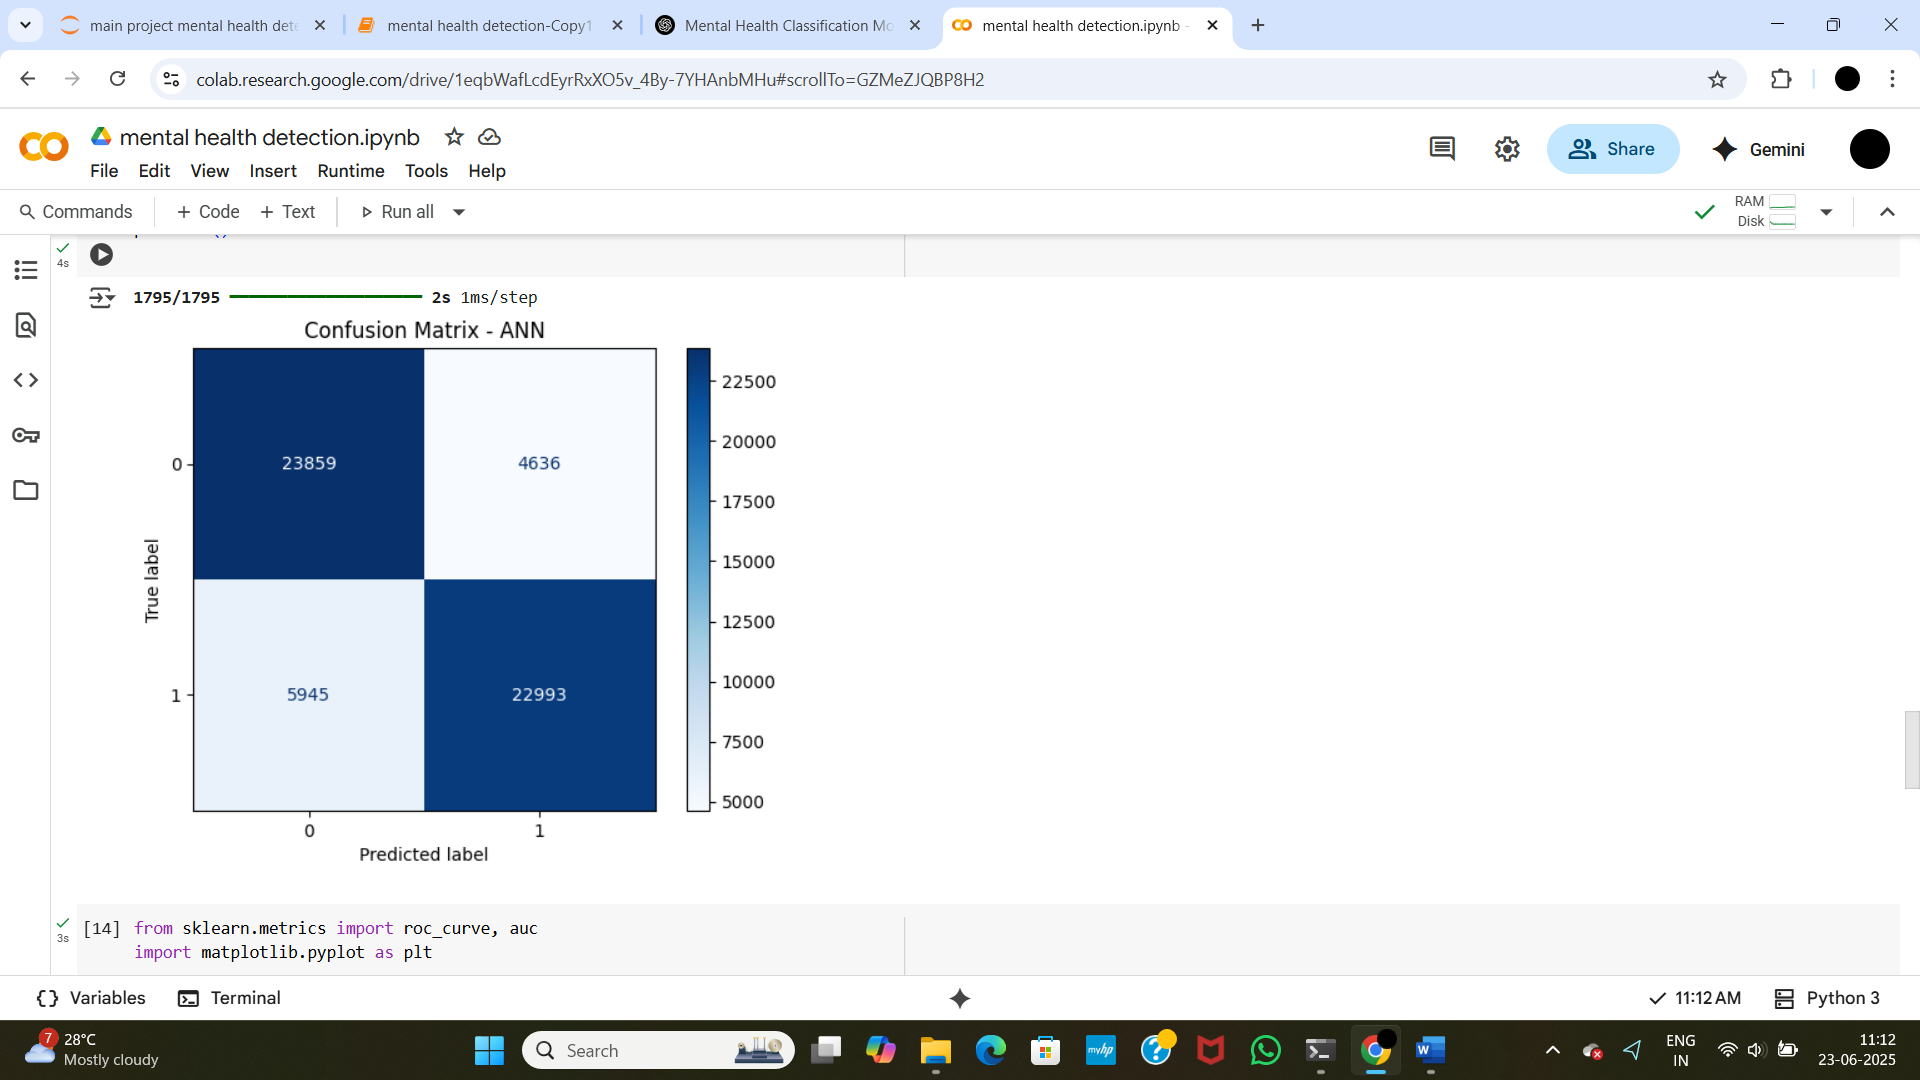 main project mental health dete
mental health detection-Copy1
Mental Health Classification Mo
mental health detection.ipynb -
colab.research.google.com/drive/1eqbWafLcdEyrRxXO5v_4By-7YHAnbMHu#scrollTo=GZMeZJQBP8H2
mental health detection.ipynb
File Edit View Insert Runtime Tools Help
Share
Gemini
Commands + Code + Text Run all
RAM
Disk
4s
1795/1795 2s 1ms/step
Confusion Matrix - ANN
True label
0
1
23859 4636
5945 22993
0 1
Predicted label
22500
20000
17500
15000
12500
10000
7500
5000
3s
[14] from sklearn.metrics import roc_curve, auc
import matplotlib.pyplot as plt
{} Variables Terminal
11:12 AM Python 3
7
28°C
Mostly cloudy
Search
myhp
W
ENG
IN
11:12
23-06-2025